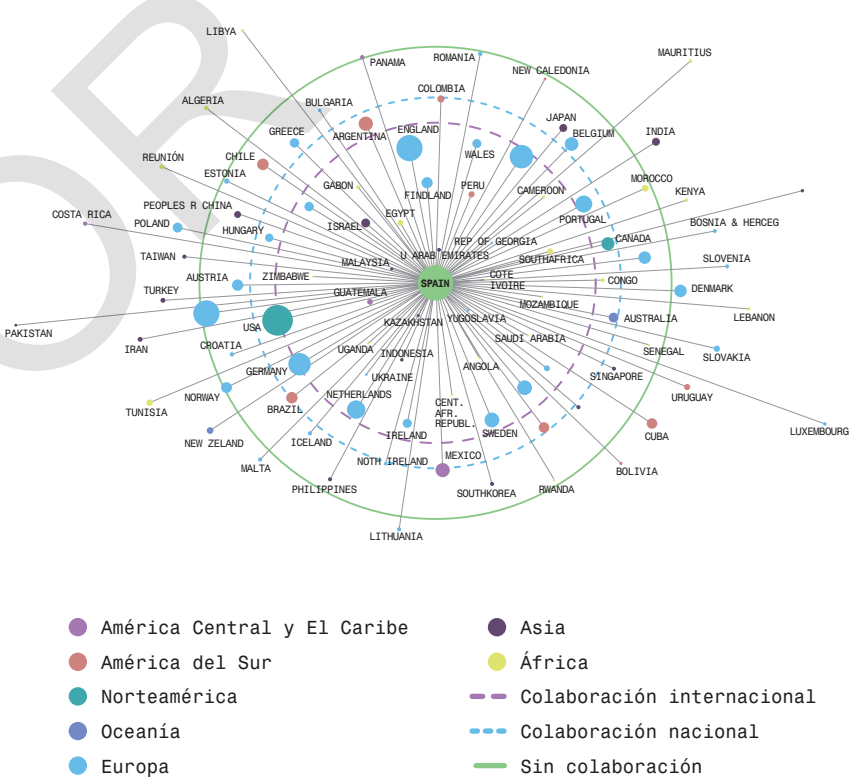 LIBYA
MAURITIUS
ROMANIA
PANAMA
NEW CALEDONIA
COLOMBIA
ALGERIA
BULGARIA
JAPAN
GREECE
ARGENTINA
ENGLAND
BELGIUM
INDIA
REUNIÓN
CHILE
WALES
ESTONIA
GABON
FINDLAND
PERU
CAMEROON
MOROCCO
KENYA
COSTA RICA
PEOPLES R CHINA
EGYPT
POLAND
HUNGARY
ISRAEL
PORTUGAL
BOSNIA & HERCEG
REP OF GEORGIA
CANADA
TAIWAN
MALAYSIA
U ARAB EMIRATES
SOUTHAFRICA
SLOVENIA
AUSTRIA
ZIMBABWE
SPAIN
COTE
IVOIRE
CONGO
TURKEY
GUATEMALA
DENMARK
MOZAMBIQUE
PAKISTAN
USA
KAZAKHSTAN
YUGOSLAVIA
AUSTRALIA
LEBANON
IRAN
CROATIA
UGANDA
INDONESIA
SAUDI ARABIA
SENEGAL
SLOVAKIA
GERMANY
UKRAINE
ANGOLA
SINGAPORE
NORWAY
NETHERLANDS
URUGUAY
TUNISIA
BRAZIL
CENT.
AFR.
REPUBL.
NEW ZELAND
ICELAND
IRELAND
SWEDEN
CUBA
LUXEMBOURG
MALTA
NOTH IRELAND
MEXICO
BOLIVIA
PHILIPPINES
SOUTHKOREA
RWANDA
LITHUANIA
América Central y El Caribe
América del Sur
Norteamérica
Oceanía
Europa
Asia
África
Colaboración internacional
Colaboración nacional
Sin colaboración